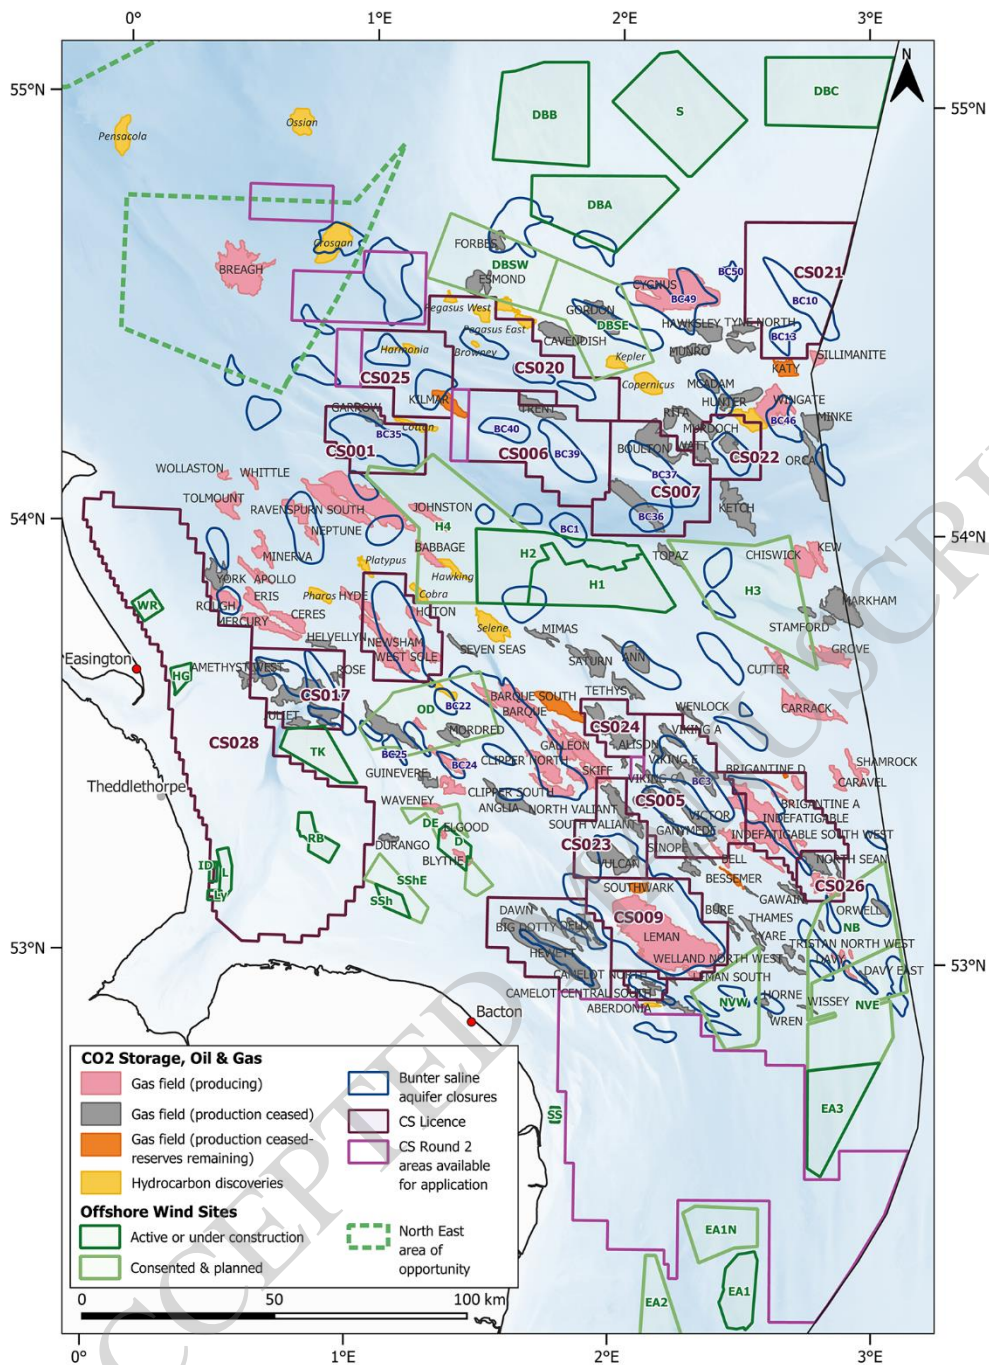 0°
1°E
2°E
3°E
N
55°N
55°N
DBC
DBB
S
Ossian
Pensacola
DBA
Crosgan
FORBES
BREAGH
DBSW
ESMOND
BC50
CS021
CYGNUS
BC49
BC10
Pegasus West
GORDON
DBSE
HAWKSLEY
TYNE NORTH
Pegasus East
CAVENDISH
BC13
Harmonia
Browney
MUNRO
SILLIMANITE
Kepler
KATY
CS025
CS020
Copernicus
MCADAM
KILMAR
HUNTER
WINGATE
GARROW
TRENT
RITA
MINKE
Cotton
BC35
BC40
MURDOCH
BC46
CS001
CS006
BC39
BOULTON
WATT
CS022
ORCA
WOLLASTON
WHITTLE
BC37
CS007
TOLMOUNT
RAVENSPURN SOUTH
JOHNSTON
BC36
KETCH
54°N
NEPTUNE
H4
BC1
54°N
MINERVA
BABBAGE
H2
TOPAZ
CHISWICK
KEW
Platypus
YORK
APOLLO
Hawking
H1
H3
ROUGH
ERIS
Pharos
HYDE
Cobra
MARKHAM
WR
MERCURY
CERES
HOTON
STAMFORD
HELVELLYN
NEWSHAM
Selene
MIMAS
Easington
WEST SOLE
SEVEN SEAS
SATURN
ANN
GROVE
HG
AMETHYST WEST
ROSE
CUTTER
CS017
TETHYS
BARQUE SOUTH
OD
BC22
BARQUE
WENLOCK
CARRACK
JULIET
MORDRED
CS024
VIKING A
CS028
TK
BC25
GALLEON
ALISON
BC24
CLIPPER NORTH
VIKING E
SHAMROCK
GUINEVERE
SKIFF
VIKING C
BC3
BRIGANTINE D
CARAVEL
Theddlethorpe
CLIPPER SOUTH
WAVENEY
ANGLIA
NORTH VALIANT
CS005
BRIGANTINE A
SOUTH VALIANT
VICTOR
INDEFATIGABLE
RB
DE
ELGOOD
GANYMEDE
INDEFATIGABLE SOUTH WEST
DURANGO
D
CS023
SINOPE
BLYTHE
VULCAN
BELL
NORTH SEAN
ID
L
SShE
BESSEMER
CS026
Ly
SSh
SOUTHWARK
GAWAIN
DAWN
CS009
BURE
THAMES
ORWELL
53°N
BIG DOTTY
DELL
LEMAN
YARE
NB
53°N
HEWETT
WELLAND NORTH WEST
TRISTAN NORTH WEST
CAMELOT NORTH
LEMAN SOUTH
DAVY
DAVY EAST
CAMELOT CENTRAL SOUTH
NVW
HORNE
WISSEY
NVE
Bacton
ABERDONIA
WREN
CO2 Storage, Oil & Gas
Gas field (producing)
Gas field (production ceased)
Gas field (production ceased-
reserves remaining)
Hydrocarbon discoveries
Bunter saline
aquifer closures
CS Licence
CS Round 2
areas available
for application
Offshore Wind Sites
Active or under construction
Consented & planned
North East
area of
opportunity
0
50
100 km
SS
EA3
EA1N
EA1
EA2
0°
1°E
2°E
3°E